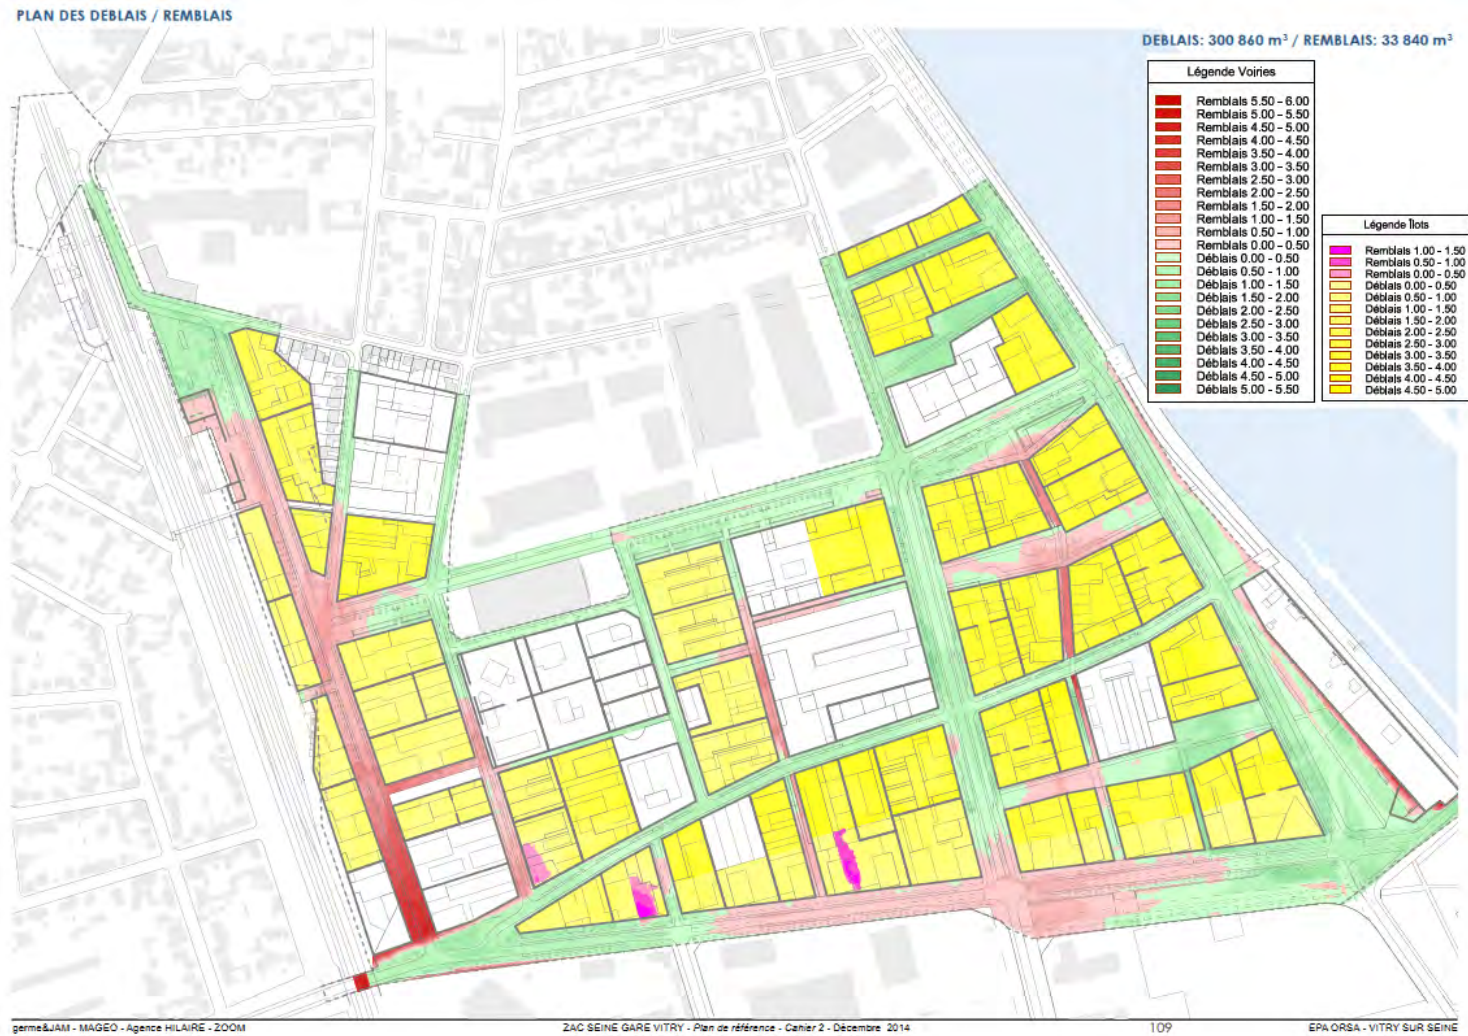 PLAN DES DEBLAIS / REMBLAIS
DEBLAIS: 300 860 m³ / REMBLAIS: 33 840 m³
Légende Voiries
Remblais 5.50 - 6.00
Remblais 5.00 - 5.50
Remblais 4.50 - 5.00
Remblais 4.00 - 4.50
Remblais 3.50 - 4.00
Remblais 3.00 - 3.50
Remblais 2.50 - 3.00
Remblais 2.00 - 2.50
Remblais 1.50 - 2.00
Remblais 1.00 - 1.50
Remblais 0.50 - 1.00
Remblais 0.00 - 0.50
Déblais 0.00 - 0.50
Déblais 0.50 - 1.00
Déblais 1.00 - 1.50
Déblais 1.50 - 2.00
Déblais 2.00 - 2.50
Déblais 2.50 - 3.00
Déblais 3.00 - 3.50
Déblais 3.50 - 4.00
Déblais 4.00 - 4.50
Déblais 4.50 - 5.00
Déblais 5.00 - 5.50
Légende Îlots
Remblais 1.00 - 1.50
Remblais 0.50 - 1.00
Remblais 0.00 - 0.50
Déblais 0.00 - 0.50
Déblais 0.50 - 1.00
Déblais 1.00 - 1.50
Déblais 1.50 - 2.00
Déblais 2.00 - 2.50
Déblais 2.50 - 3.00
Déblais 3.00 - 3.50
Déblais 3.50 - 4.00
Déblais 4.00 - 4.50
Déblais 4.50 - 5.00
germe&JAM - MAGEO - Agence HILAIRE - ZOOM
ZAC SEINE GARE VITRY - Plan de référence - Cahier 2 - Décembre 2014
109
EPA ORSA - VITRY SUR SEINE